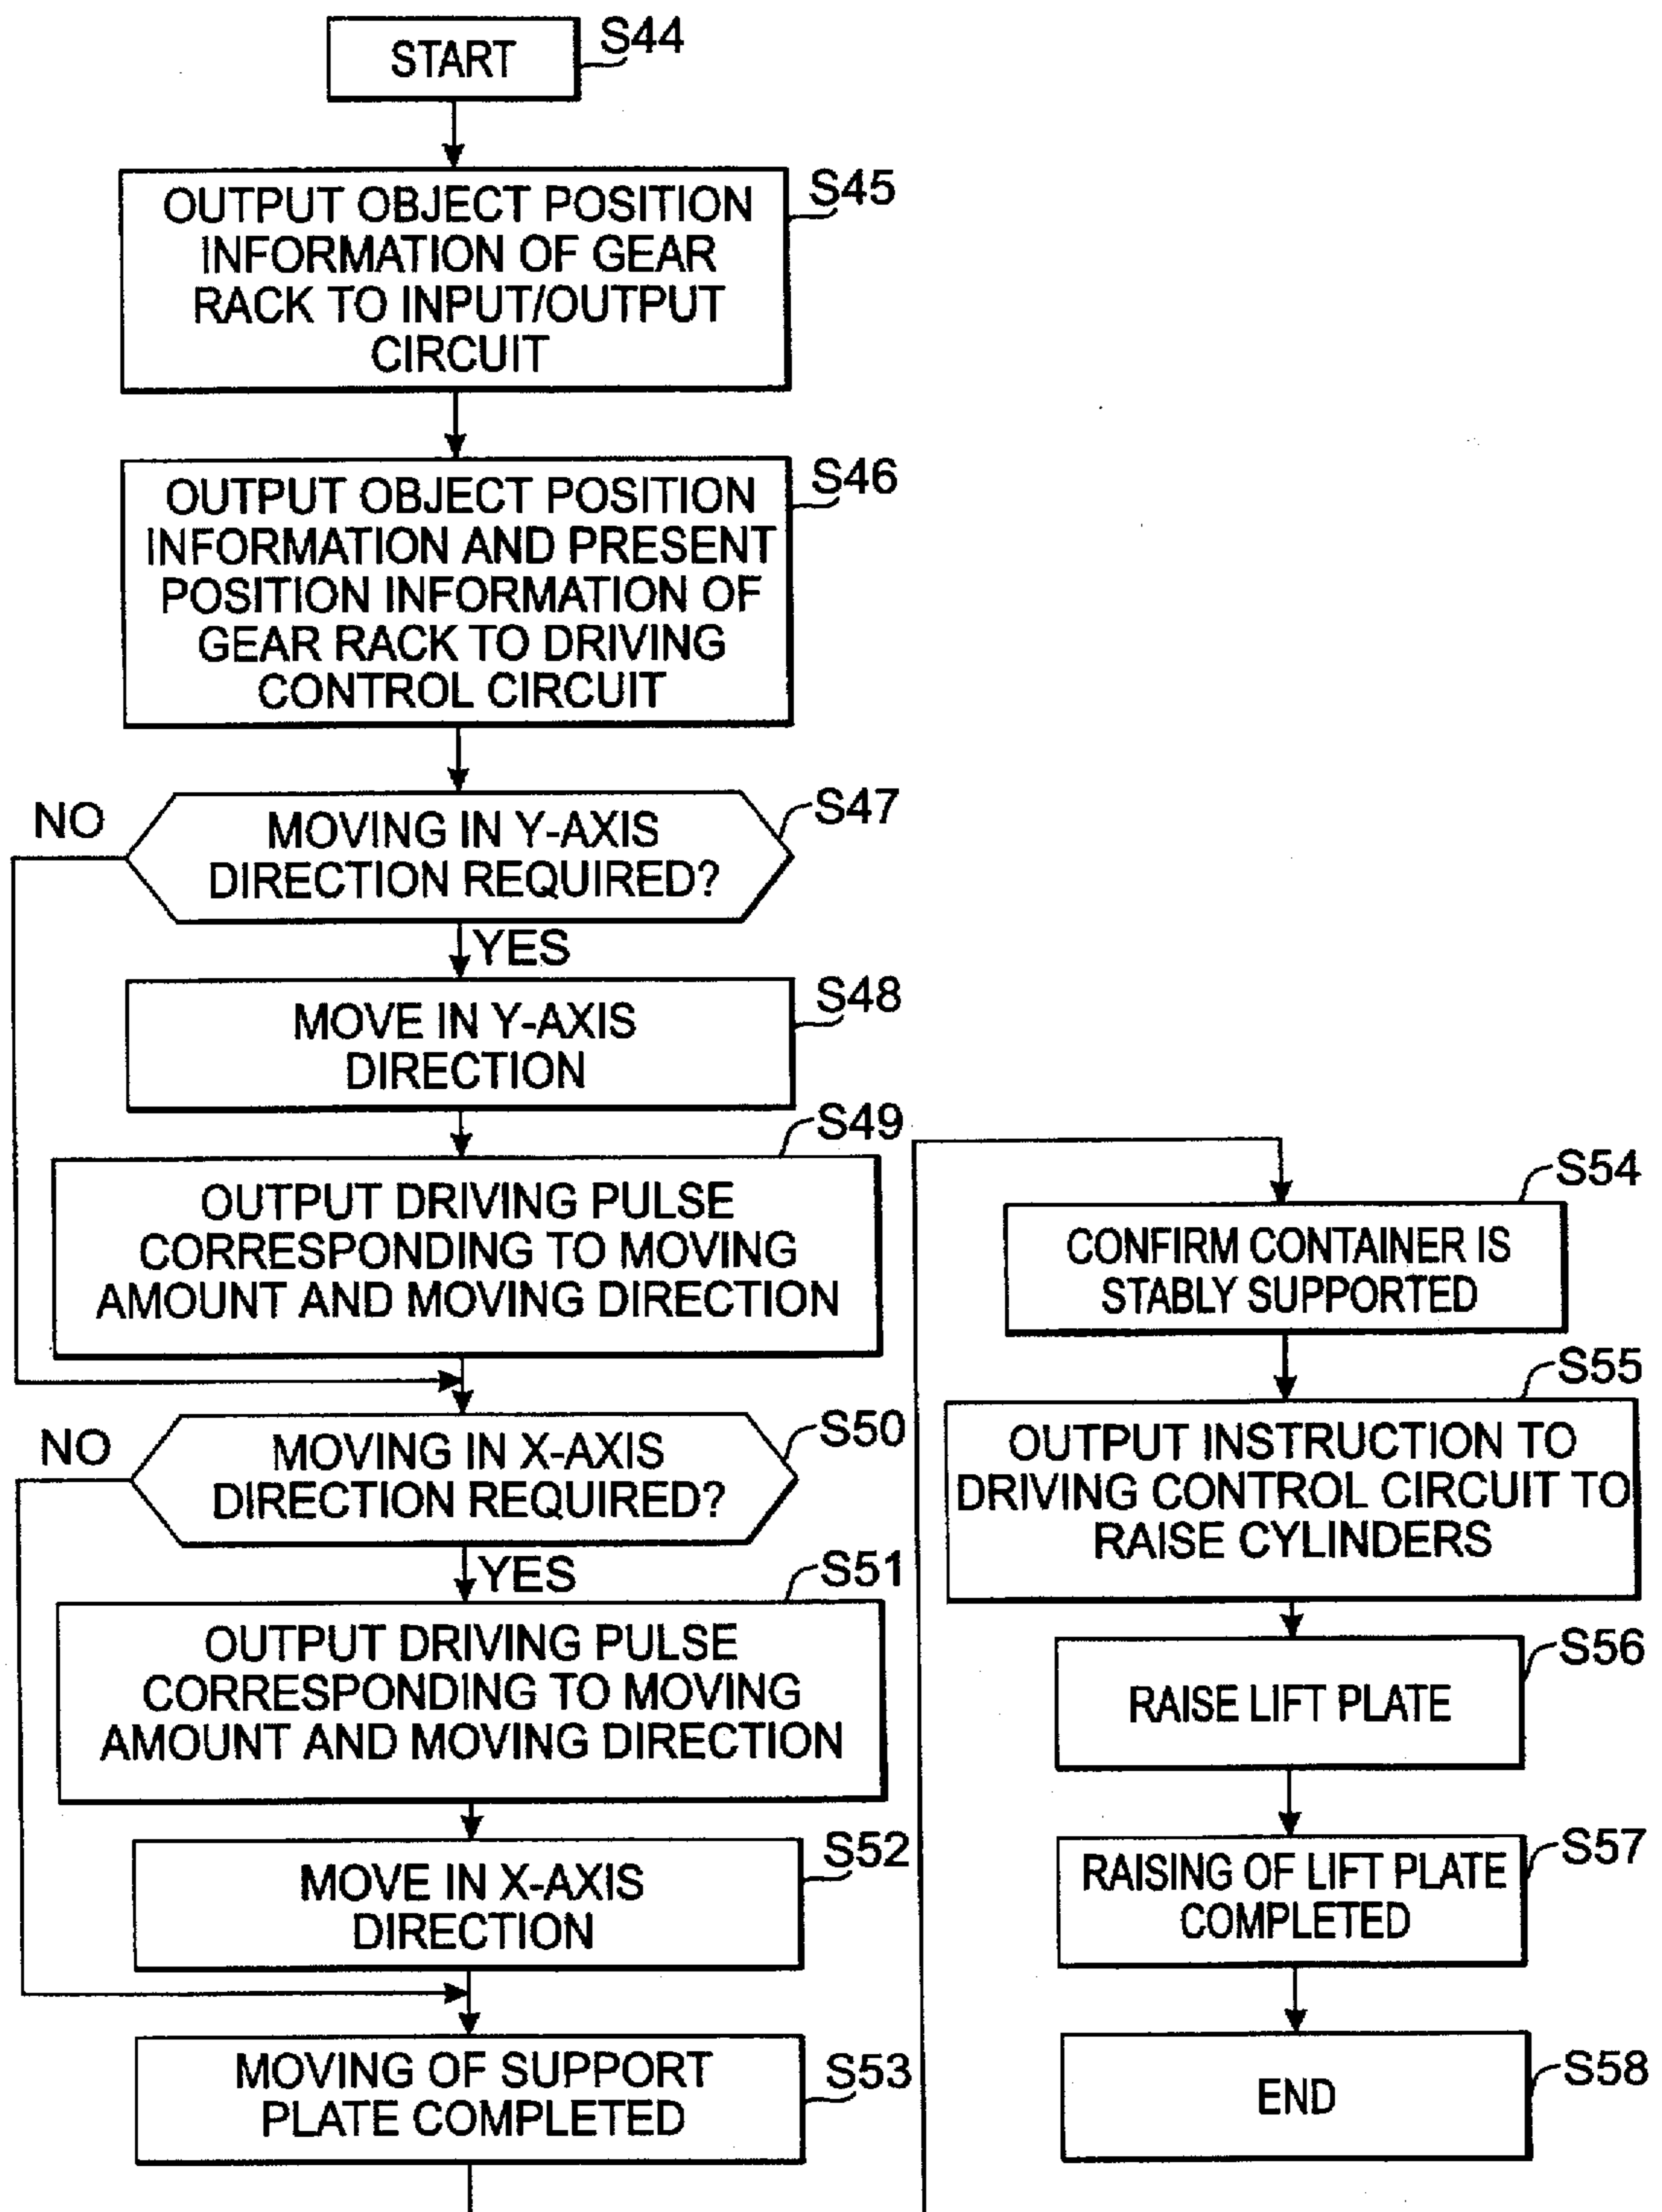 START
S44
OUTPUT OBJECT POSITION
INFORMATION OF GEAR
RACK TO INPUT/OUTPUT
CIRCUIT
S45
OUTPUT OBJECT POSITION
INFORMATION AND PRESENT
POSITION INFORMATION OF
GEAR RACK TO DRIVING
CONTROL CIRCUIT
S46
NO
MOVING IN Y-AXIS
DIRECTION REQUIRED?
S47
YES
MOVE IN Y-AXIS
DIRECTION
S48
S49
OUTPUT DRIVING PULSE
CORRESPONDING TO MOVING
AMOUNT AND MOVING DIRECTION
NO
MOVING IN X-AXIS
DIRECTION REQUIRED?
S50
YES
S51
OUTPUT DRIVING PULSE
CORRESPONDING TO MOVING
AMOUNT AND MOVING DIRECTION
MOVE IN X-AXIS
DIRECTION
S52
MOVING OF SUPPORT
PLATE COMPLETED
S53
S54
CONFIRM CONTAINER IS
STABLY SUPPORTED
S55
OUTPUT INSTRUCTION TO
DRIVING CONTROL CIRCUIT TO
RAISE CYLINDERS
S56
RAISE LIFT PLATE
S57
RAISING OF LIFT PLATE
COMPLETED
END
S58